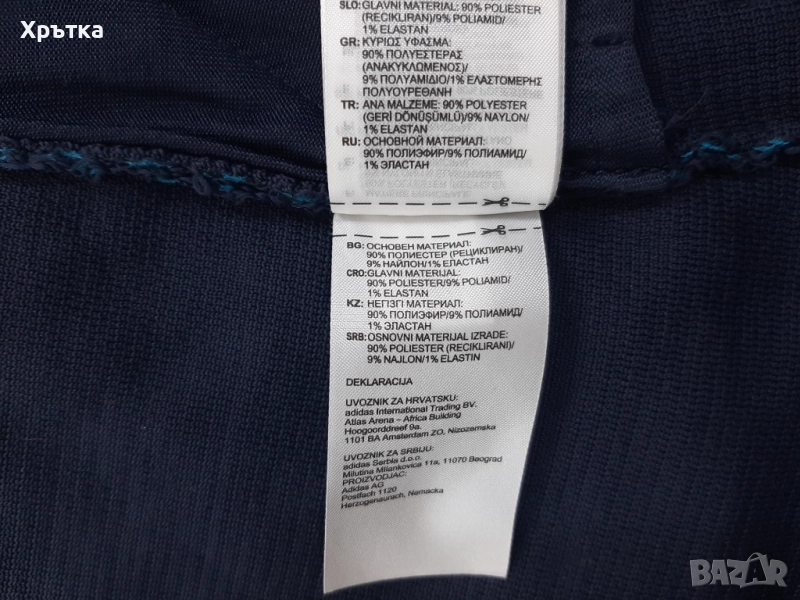 Хрътка
SLO: GLAVNI MATERIAL: 90% POLIESTER
(RECIKLIRAN)/9% POLIAMID/
1% ELASTAN
GR: ΚΥΡΙΩΣ ΥΦΑΣΜΑ:
90% ΠΟΛΥΕΣΤΕΡΑΣ
(ΑΝΑΚΥΚΛΩΜΕΝΟΣ)/
9% ΠΟΛΥΑΜΙΔΙΟ/1% ΕΛΑΣΤΟΜΕΡΗΣ
ΠΟΛΥΟΥΡΕΘΑΝΗ
TR: ANA MALZEME: 90% POLYESTER
(GERİ DÖNÜŞÜMLÜ)/9% NAYLON/
1% ELASTAN
RU: ОСНОВНОЙ МАТЕРИАЛ:
90% ПОЛИЭФИР/9% ПОЛИАМИД/
1% ЭЛАСТАН
BG: ОСНОВЕН МАТЕРИАЛ:
90% ПОЛИЕСТЕР (РЕЦИКЛИРАН)/
9% НАЙЛОН/1% ЕЛАСТАН
CRO: GLAVNI MATERIJAL:
90% POLIESTER/9% POLIAMID/
1% ELASTAN
KZ: НЕГІЗГІ МАТЕРИАЛ:
90% ПОЛИЭФИР/9% ПОЛИАМИД/
1% ЭЛАСТАН
SRB: OSNOVNI MATERIJAL IZRADE:
90% POLIESTER (RECIKLIRANI)/
9% NAJLON/1% ELASTIN
DEKLARACIJA
UVOZNIK ZA HRVATSKU:
adidas International Trading BV.
Atlas Arena – Africa Building
Hoogoorddreef 9a.
1101 BA Amsterdam ZO, Nizozemska
UVOZNIK ZA SRBIJU:
adidas Serbia d.o.o.
Milutina Milankovica 11a, 11070 Beograd
PROIZVODJAC:
Adidas AG
Postfach 1120
Herzogenaurach, Nemacka
BAZAR